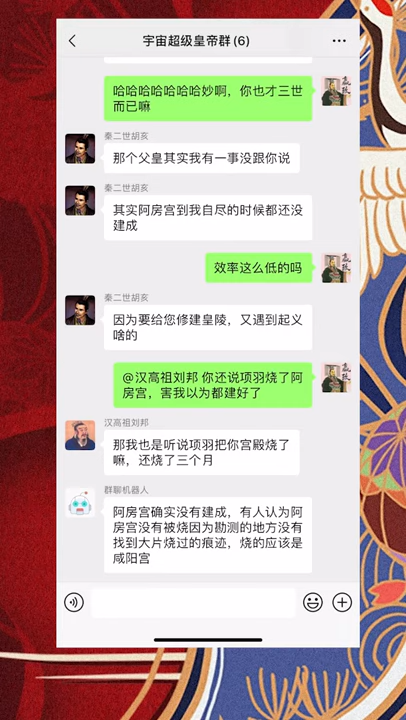 宇宙超级皇帝群(6)
哈哈哈哈哈哈哈妙啊，你也才三世
而已嘛
秦二世胡亥
那个父皇其实我有一事没跟你说
秦二世胡亥
其实阿房宫到我自尽的时候都还没
建成
效率这么低的吗
秦二世胡亥
因为要给您修建皇陵，又遇到起义
啥的
@汉高祖刘邦 你还说项羽烧了阿
房宫，害我以为都建好了
汉高祖刘邦
那我也是听说项羽把你宫殿烧了
嘛，还烧了三个月
群聊机器人
阿房宫确实没有建成，有人认为阿
房宫没有被烧因为勘测的地方没有
找到大片烧过的痕迹，烧的应该是
咸阳宫